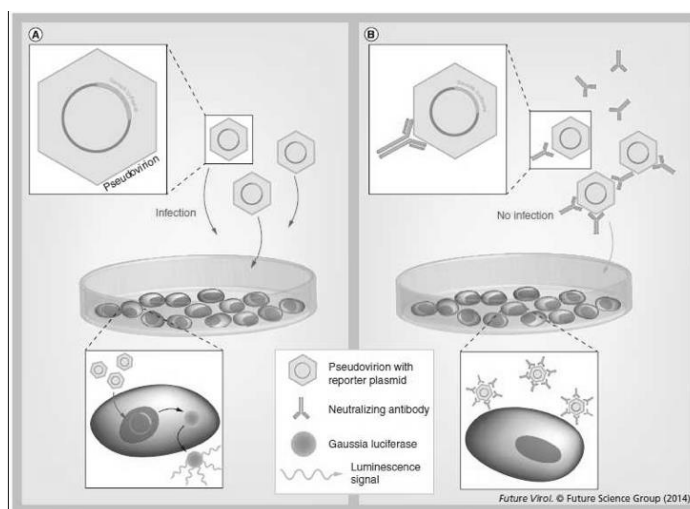 A
Pseudovirion
Infection
B
No infection
Pseudovirion with
reporter plasmid
Neutralizing antibody
Gaussia luciferase
Luminescence
signal
Future Virol. © Future Science Group (2014)